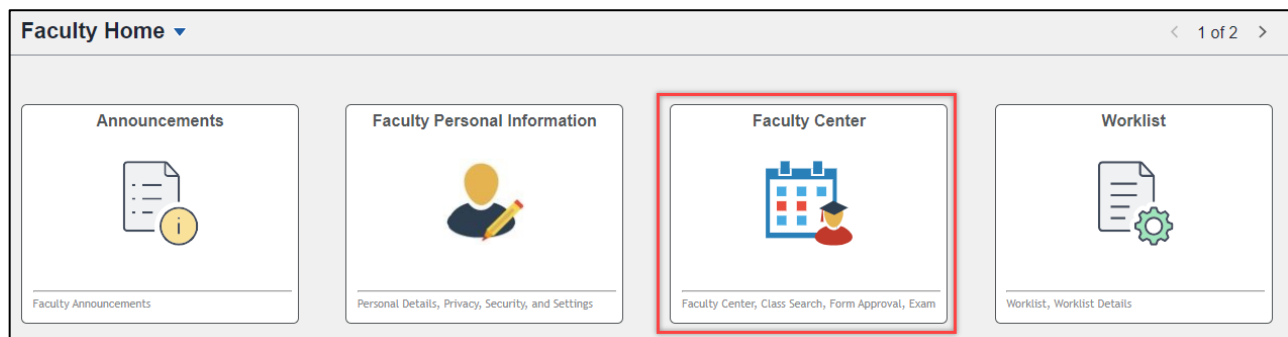 Faculty Home
1 of 2
Announcements
Faculty Personal Information
Faculty Center
Worklist
i
Faculty Announcements
Personal Details, Privacy, Security, and Settings
Faculty Center, Class Search, Form Approval, Exam
Worklist, Worklist Details